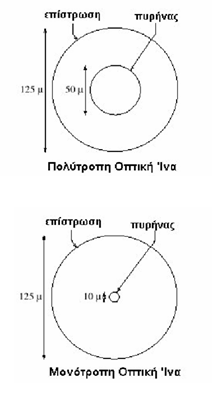 επίστρωση πυρήνας
125 μ 50 μ
Πολύτροπη Οπτική Ίνα
επίστρωση πυρήνας
125 μ 10 μ
Μονότροπη Οπτική Ίνα